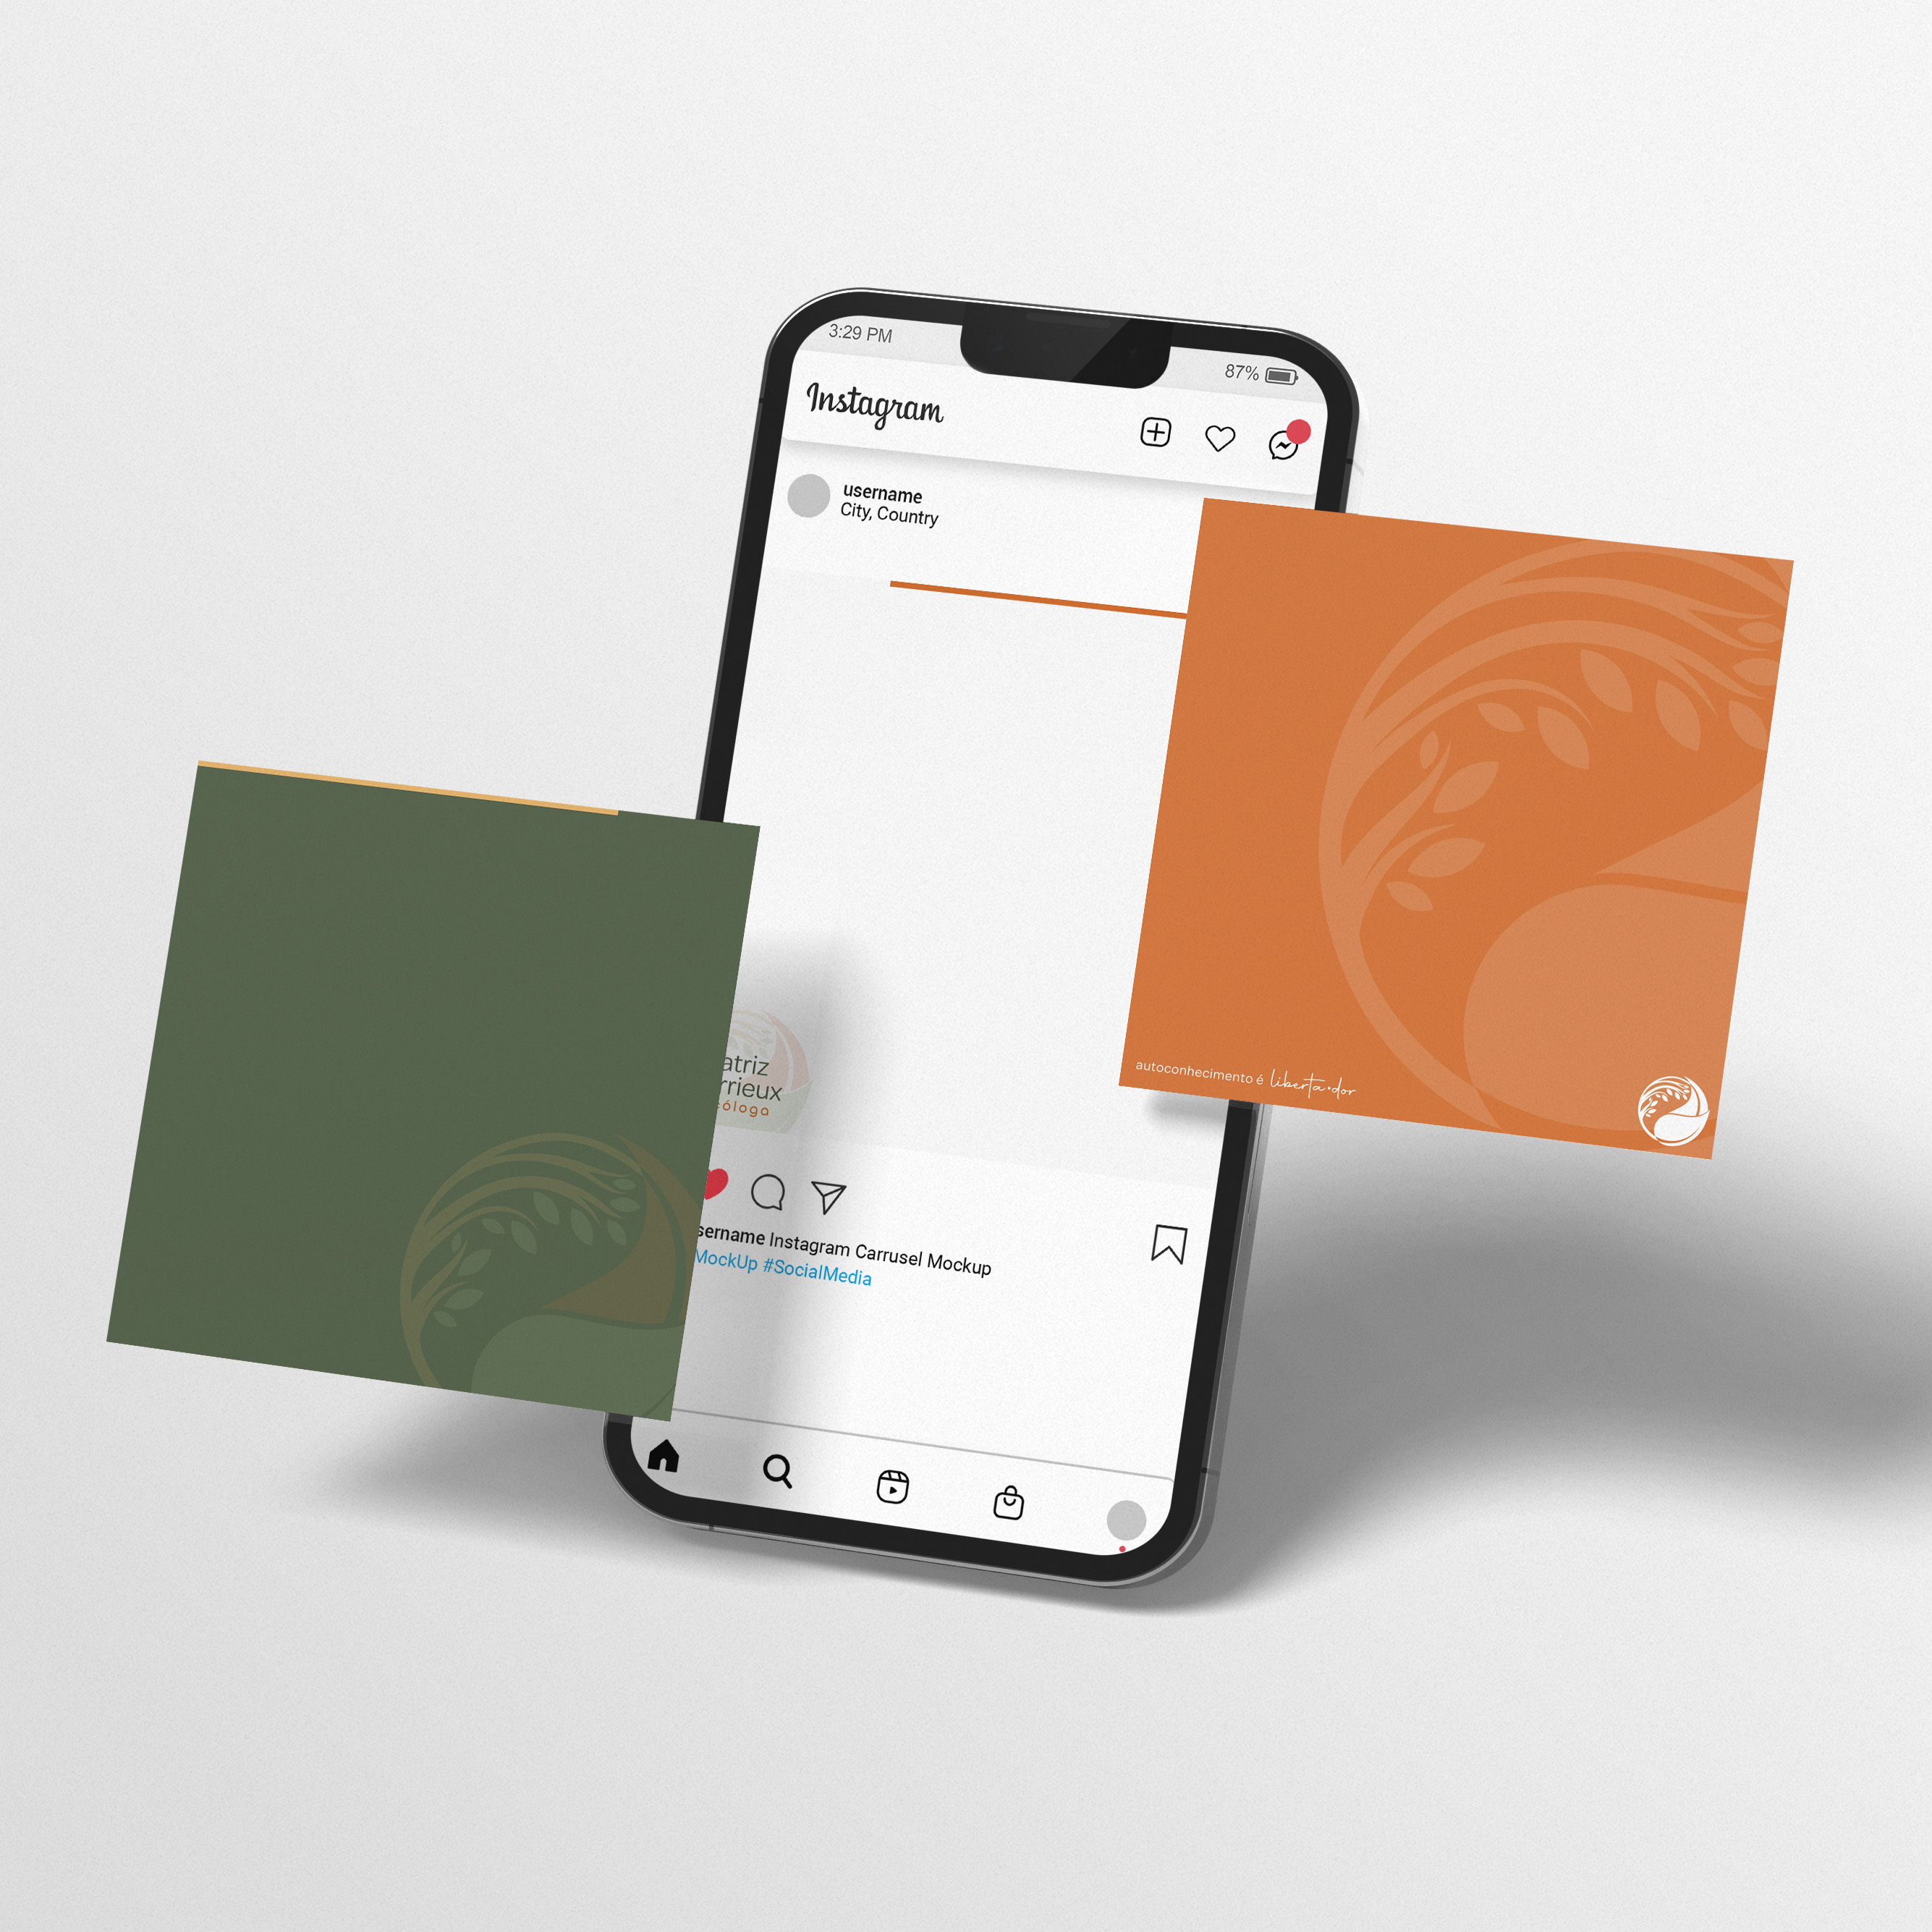 3:29 PM
87%
Instagram
username
City, Country
atriz
rrieux
óloga
autoconhecimento é liberta•dor
sername Instagram Carrusel Mockup
MockUp #SocialMedia